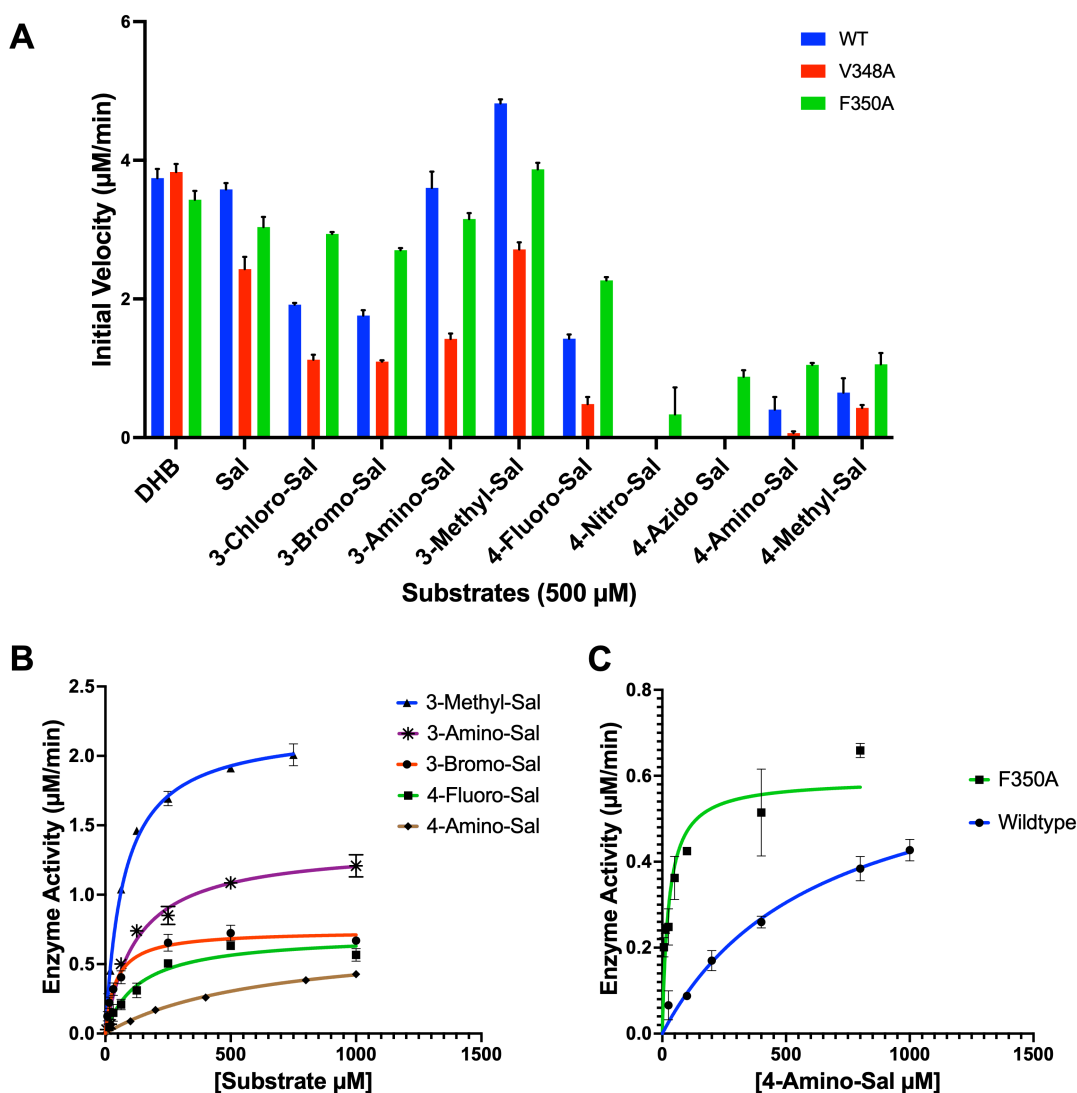 A
6
4
2
0
Initial Velocity (µM/min)
WT
V348A
F350A
DHB
Sal
3-Chloro-Sal
3-Bromo-Sal
3-Amino-Sal
3-Methyl-Sal
4-Fluoro-Sal
4-Nitro-Sal
4-Azido Sal
4-Amino-Sal
4-Methyl-Sal
Substrates (500 µM)
B
2.5
2.0
1.5
1.0
0.5
0.0
Enzyme Activity (µM/min)
3-Methyl-Sal
3-Amino-Sal
3-Bromo-Sal
4-Fluoro-Sal
4-Amino-Sal
0
500
1000
1500
[Substrate µM]
C
0.8
0.6
0.4
0.2
0.0
Enzyme Activity (µM/min)
F350A
Wildtype
0
500
1000
1500
[4-Amino-Sal µM]